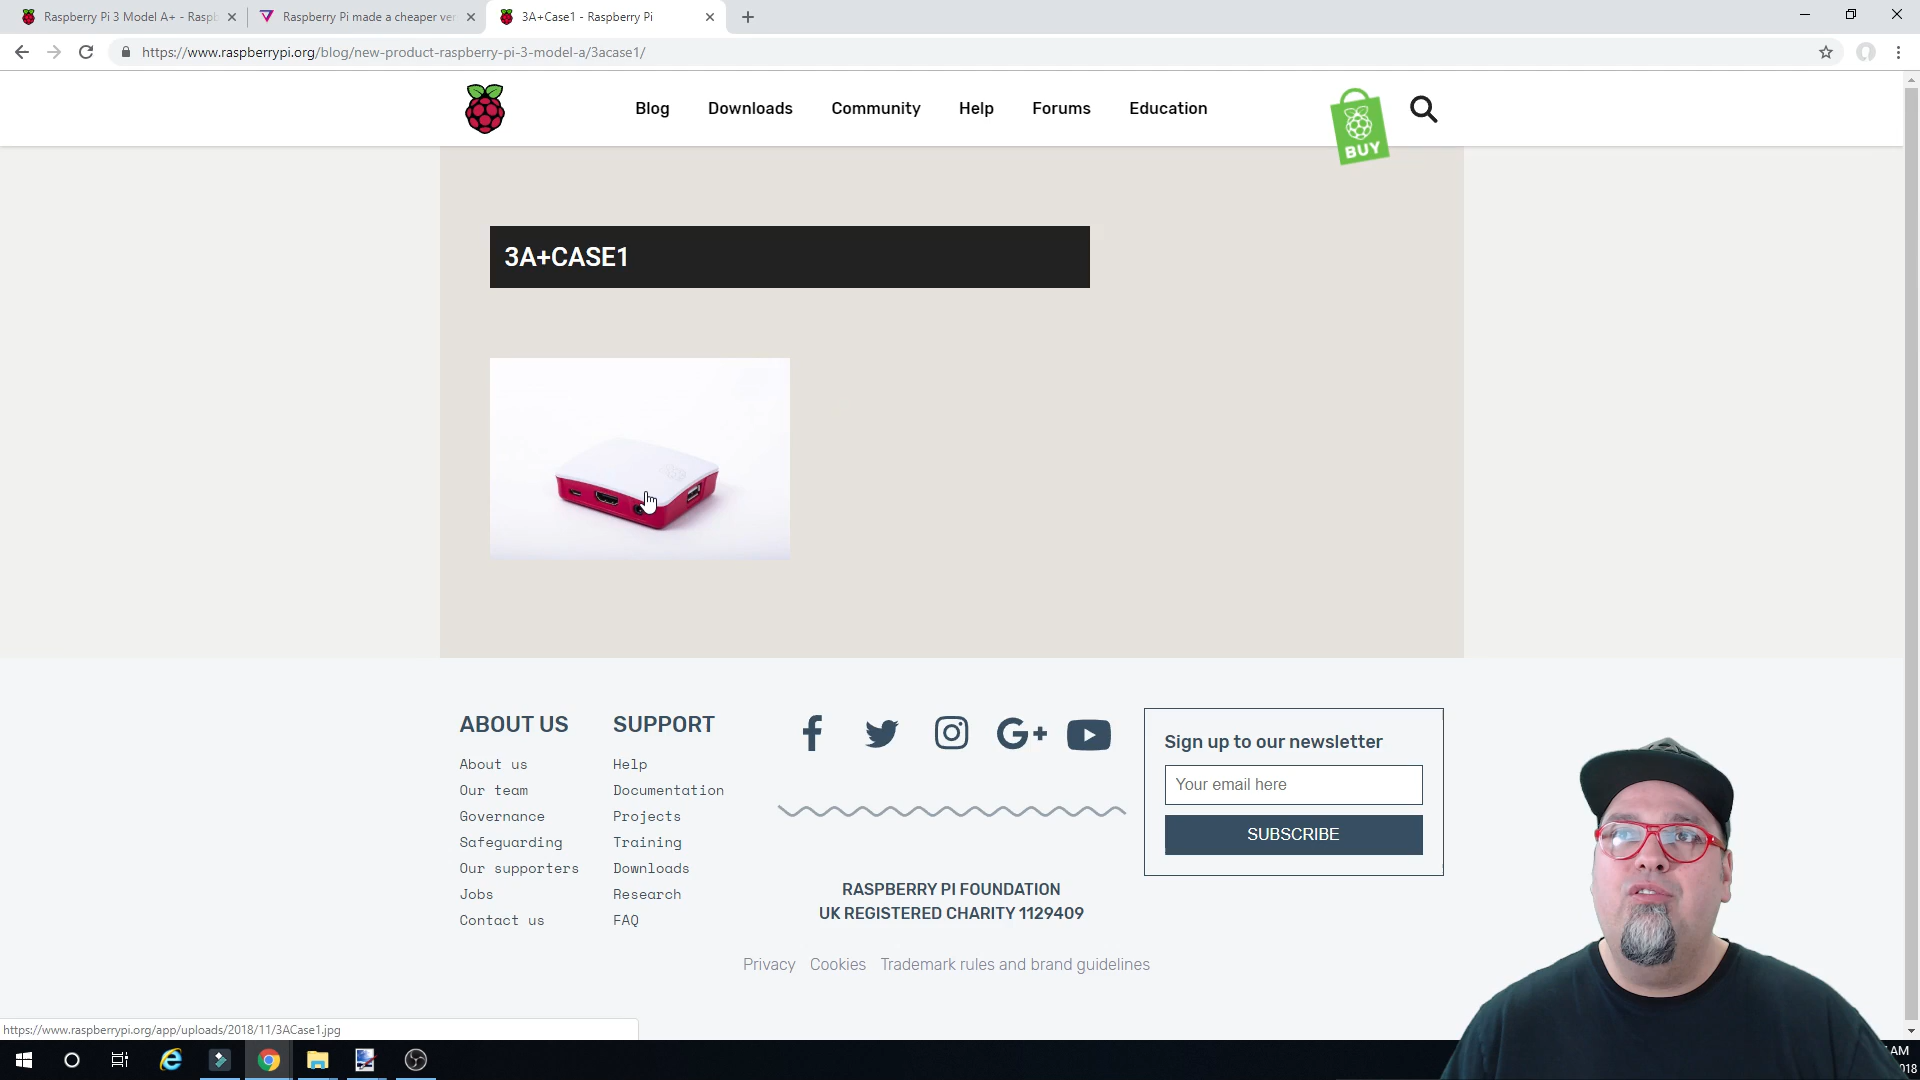 Raspberry Pi 3 Model A+ - Raspb
Raspberry Pi made a cheaper ver
3A+Case1 - Raspberry Pi
https://www.raspberrypi.org/blog/new-product-raspberry-pi-3-model-a/3acase1/
Blog Downloads Community Help Forums Education
BUY
3A+CASE1
ABOUT US
About us
Our team
Governance
Safeguarding
Our supporters
Jobs
Contact us
SUPPORT
Help
Documentation
Projects
Training
Downloads
Research
FAQ
RASPBERRY PI FOUNDATION
UK REGISTERED CHARITY 1129409
Sign up to our newsletter
Your email here
SUBSCRIBE
Privacy Cookies Trademark rules and brand guidelines
https://www.raspberrypi.org/app/uploads/2018/11/3ACase1.jpg
AM
018